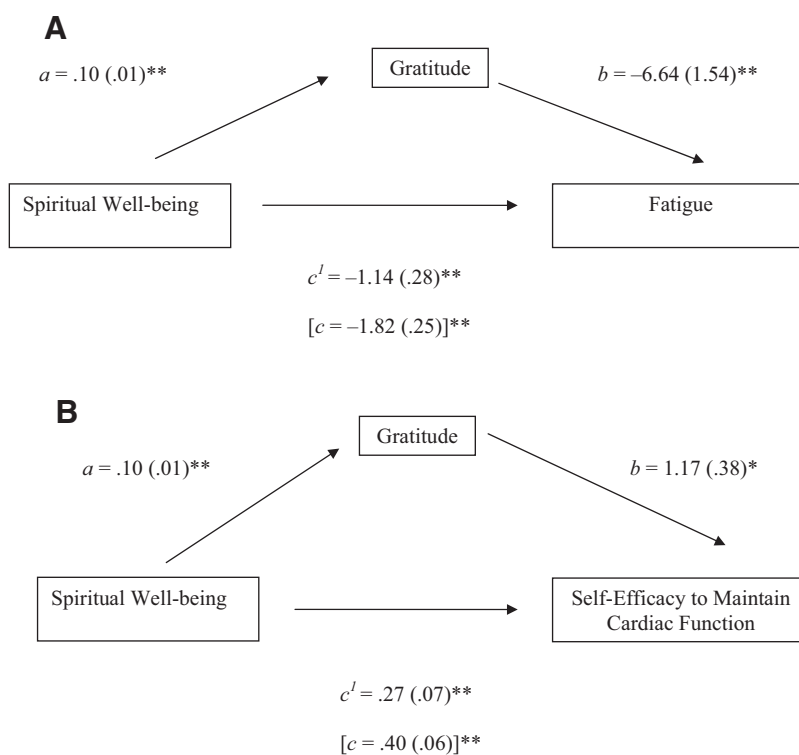 A
a = .10 (.01)**
Gratitude
b = –6.64 (1.54)**
Spiritual Well-being
Fatigue
c¹ = –1.14 (.28)**
[c = –1.82 (.25)]**
B
Gratitude
a = .10 (.01)**
b = 1.17 (.38)*
Spiritual Well-being
Self-Efficacy to Maintain
Cardiac Function
c¹ = .27 (.07)**
[c = .40 (.06)]**